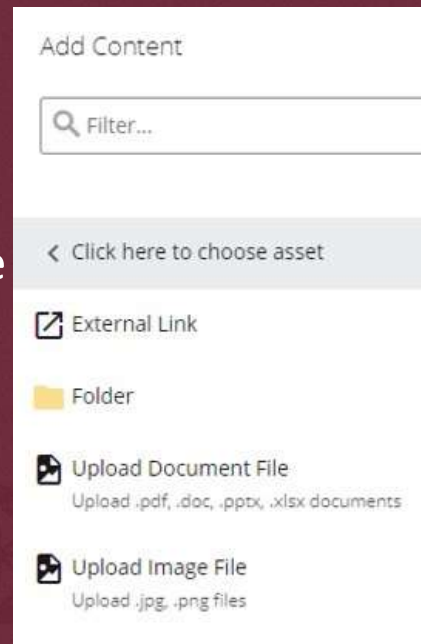 Add Content
Filter...
e
Click here to choose asset
External Link
Folder
Upload Document File
Upload .pdf, .doc, .pptx, .xlsx documents
Upload Image File
Upload .jpg, .png files